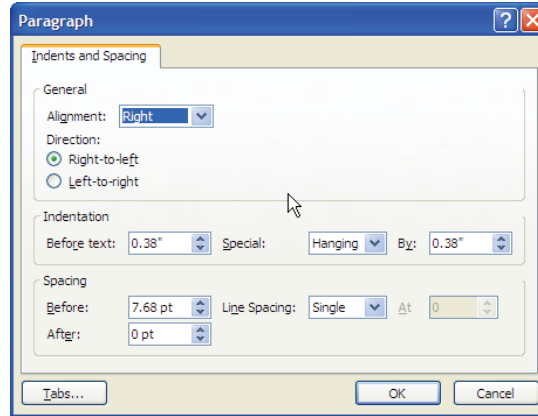 Paragraph
Indents and Spacing
General
Alignment: Right
Direction:
Right-to-left
Left-to-right
Indentation
Before text: 0.38" Special: Hanging By: 0.38"
Spacing
Before: 7.68 pt Line Spacing: Single At 0
After: 0 pt
Tabs... OK Cancel